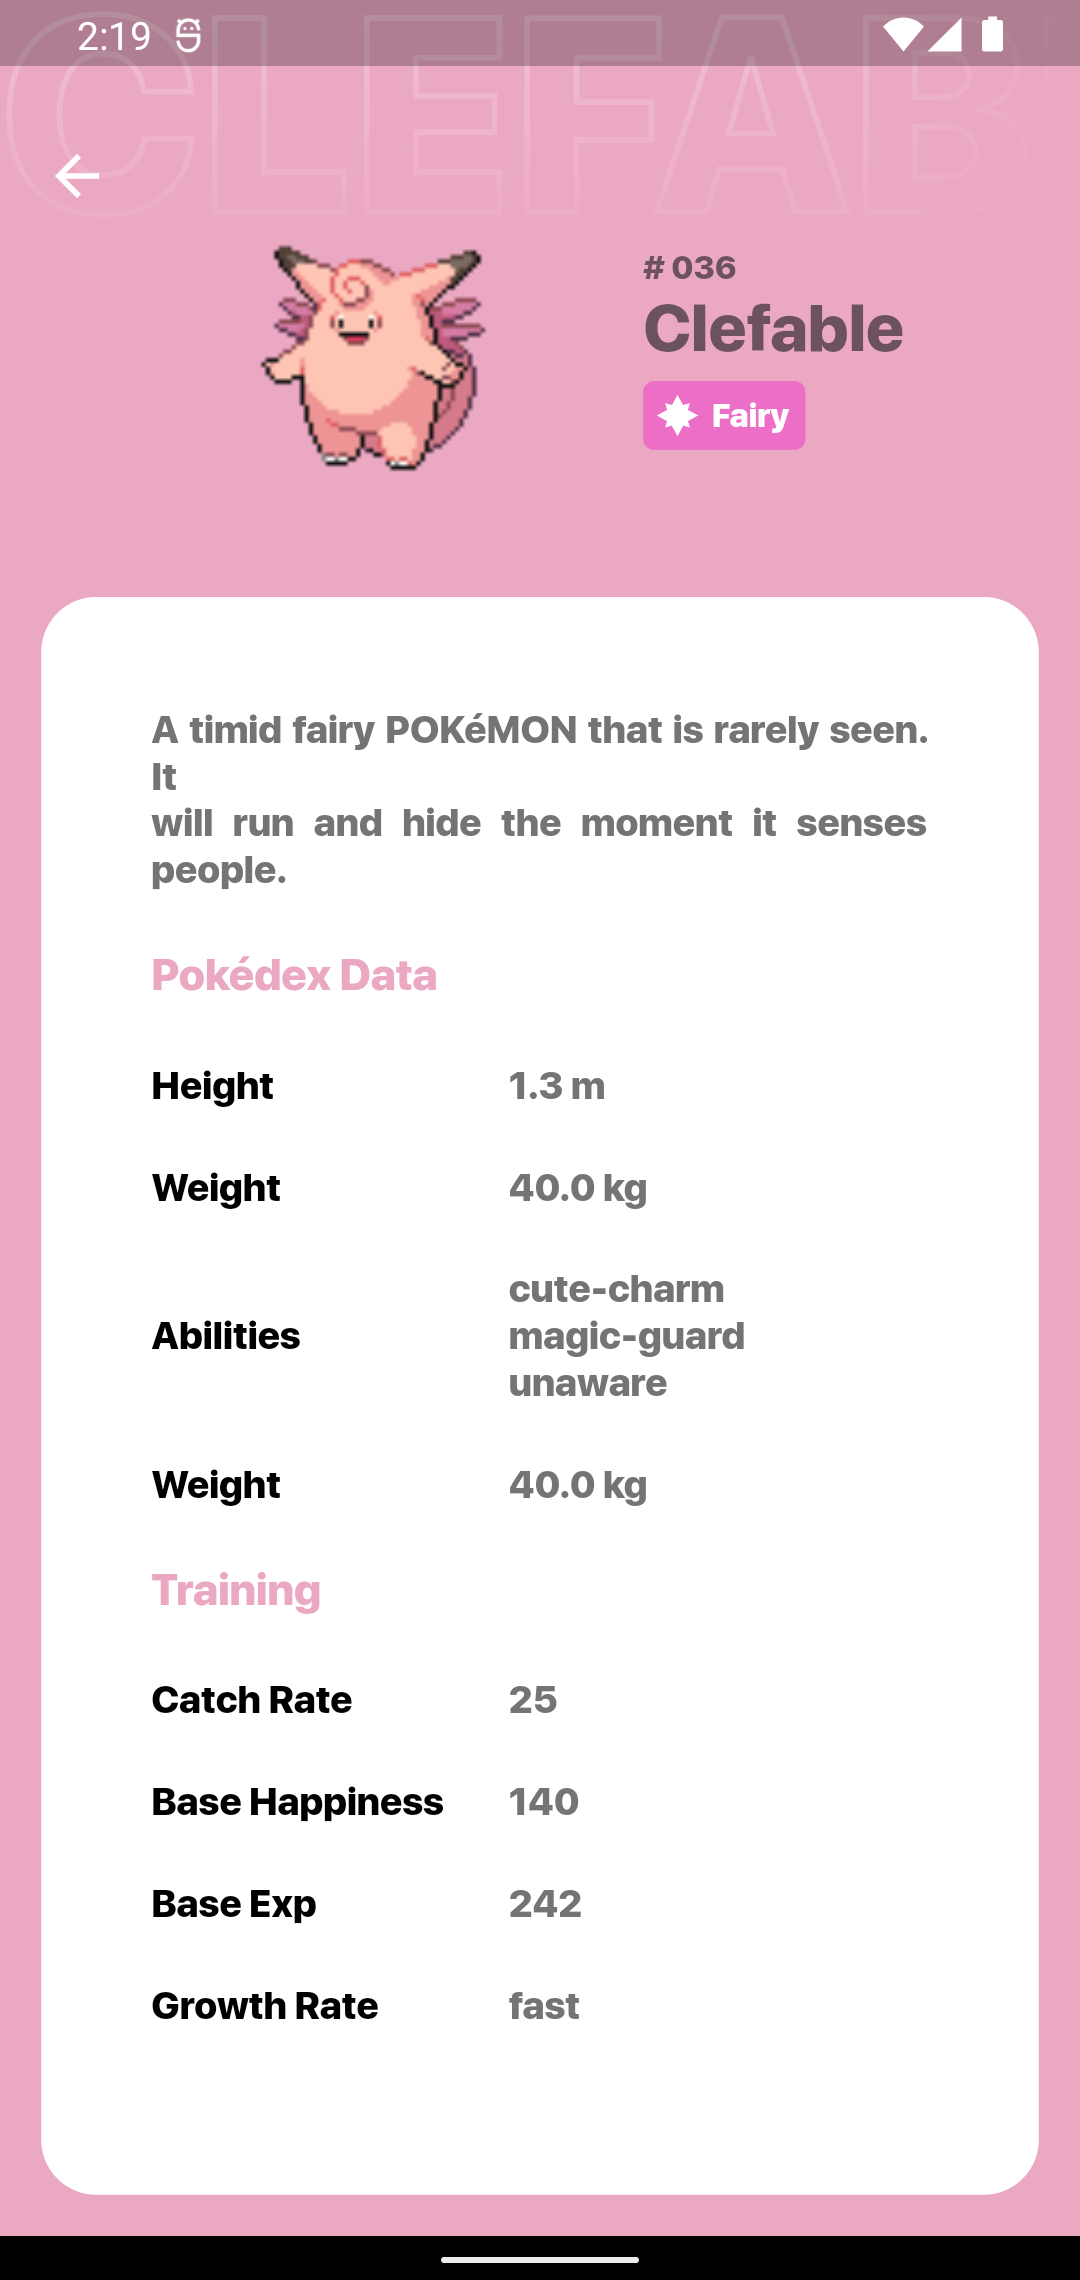 2:19
CLEFAB
# 036
Clefable
Fairy
A timid fairy POKéMON that is rarely seen.
It
will run and hide the moment it senses
people.
Pokédex Data
Height 1.3 m
Weight 40.0 kg
Abilities cute-charm
magic-guard
unaware
Weight 40.0 kg
Training
Catch Rate 25
Base Happiness 140
Base Exp 242
Growth Rate fast